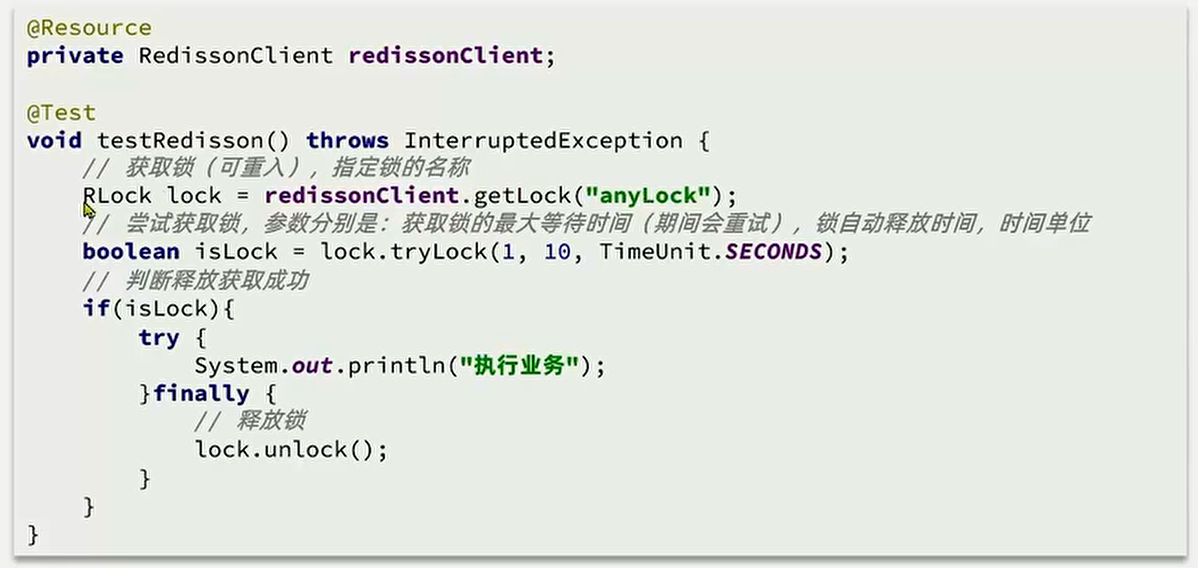 @Resource
private RedissonClient redissonClient;
@Test
void testRedisson() throws InterruptedException {
// 获取锁（可重入），指定锁的名称
RLock lock = redissonClient.getLock("anyLock");
// 尝试获取锁，参数分别是：获取锁的最大等待时间（期间会重试），锁自动释放时间，时间单位
boolean isLock = lock.tryLock(1, 10, TimeUnit.SECONDS);
// 判断释放获取成功
if(isLock){
try {
System.out.println("执行业务");
}finally {
// 释放锁
lock.unlock();
}
}
}